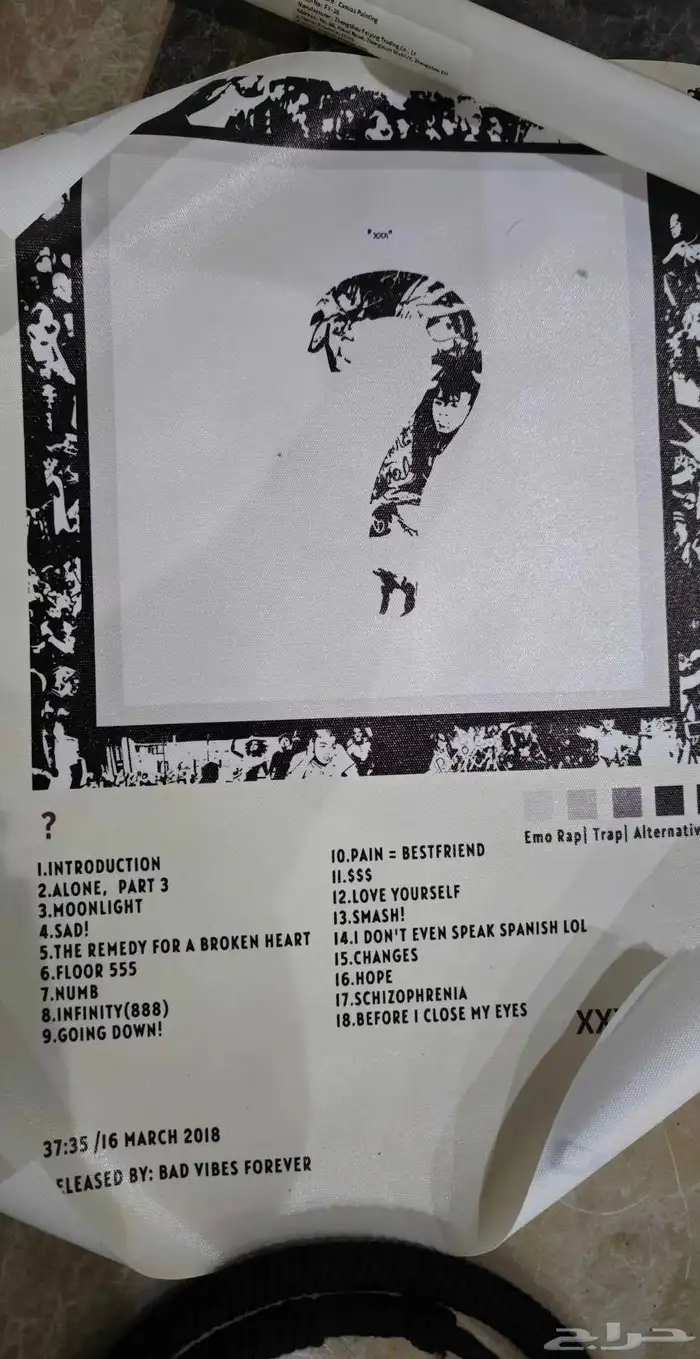 Canvas Painting
"xxx"
?
Emo Rap| Trap| Alternativ
1.INTRODUCTION
2.ALONE, PART 3
3.MOONLIGHT
4.SAD!
5.THE REMEDY FOR A BROKEN HEART
6.FLOOR 555
7.NUMB
8.INFINITY(888)
9.GOING DOWN!
10.PAIN = BESTFRIEND
11.$$$
12.LOVE YOURSELF
13.SMASH!
14.I DON'T EVEN SPEAK SPANISH LOL
15.CHANGES
16.HOPE
17.SCHIZOPHRENIA
18.BEFORE I CLOSE MY EYES
XX
37:35 /16 MARCH 2018
ELEASED BY: BAD VIBES FOREVER
حراج